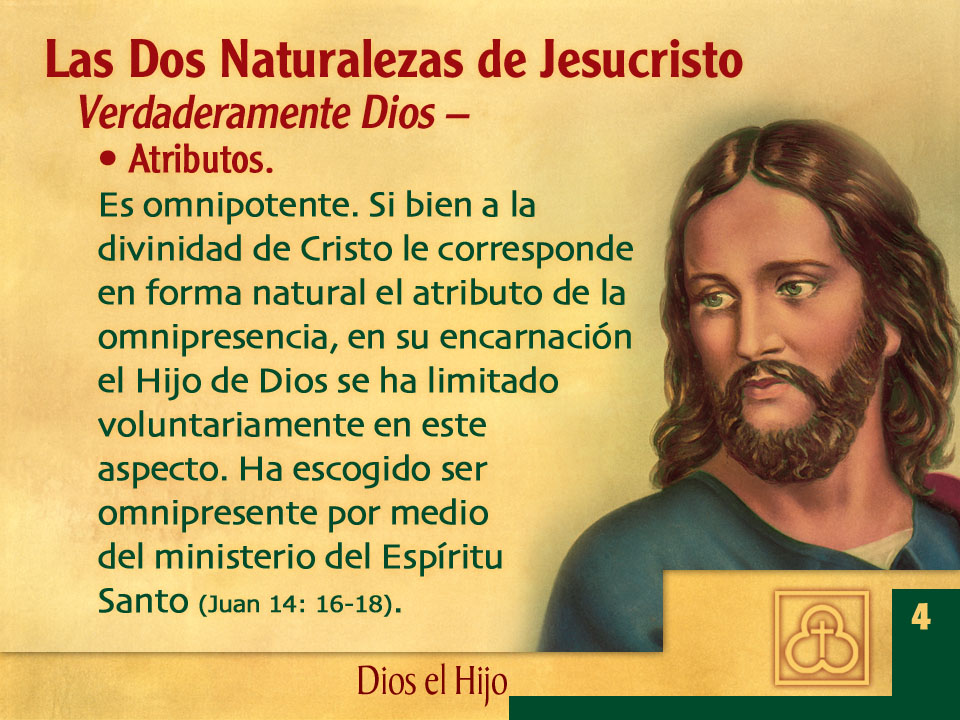 Las Dos Naturalezas de Jesucristo
Verdaderamente Dios –
• Atributos.
Es omnipotente. Si bien a la
divinidad de Cristo le corresponde
en forma natural el atributo de la
omnipresencia, en su encarnación
el Hijo de Dios se ha limitado
voluntariamente en este
aspecto. Ha escogido ser
omnipresente por medio
del ministerio del Espíritu
Santo (Juan 14: 16-18).
4
Dios el Hijo